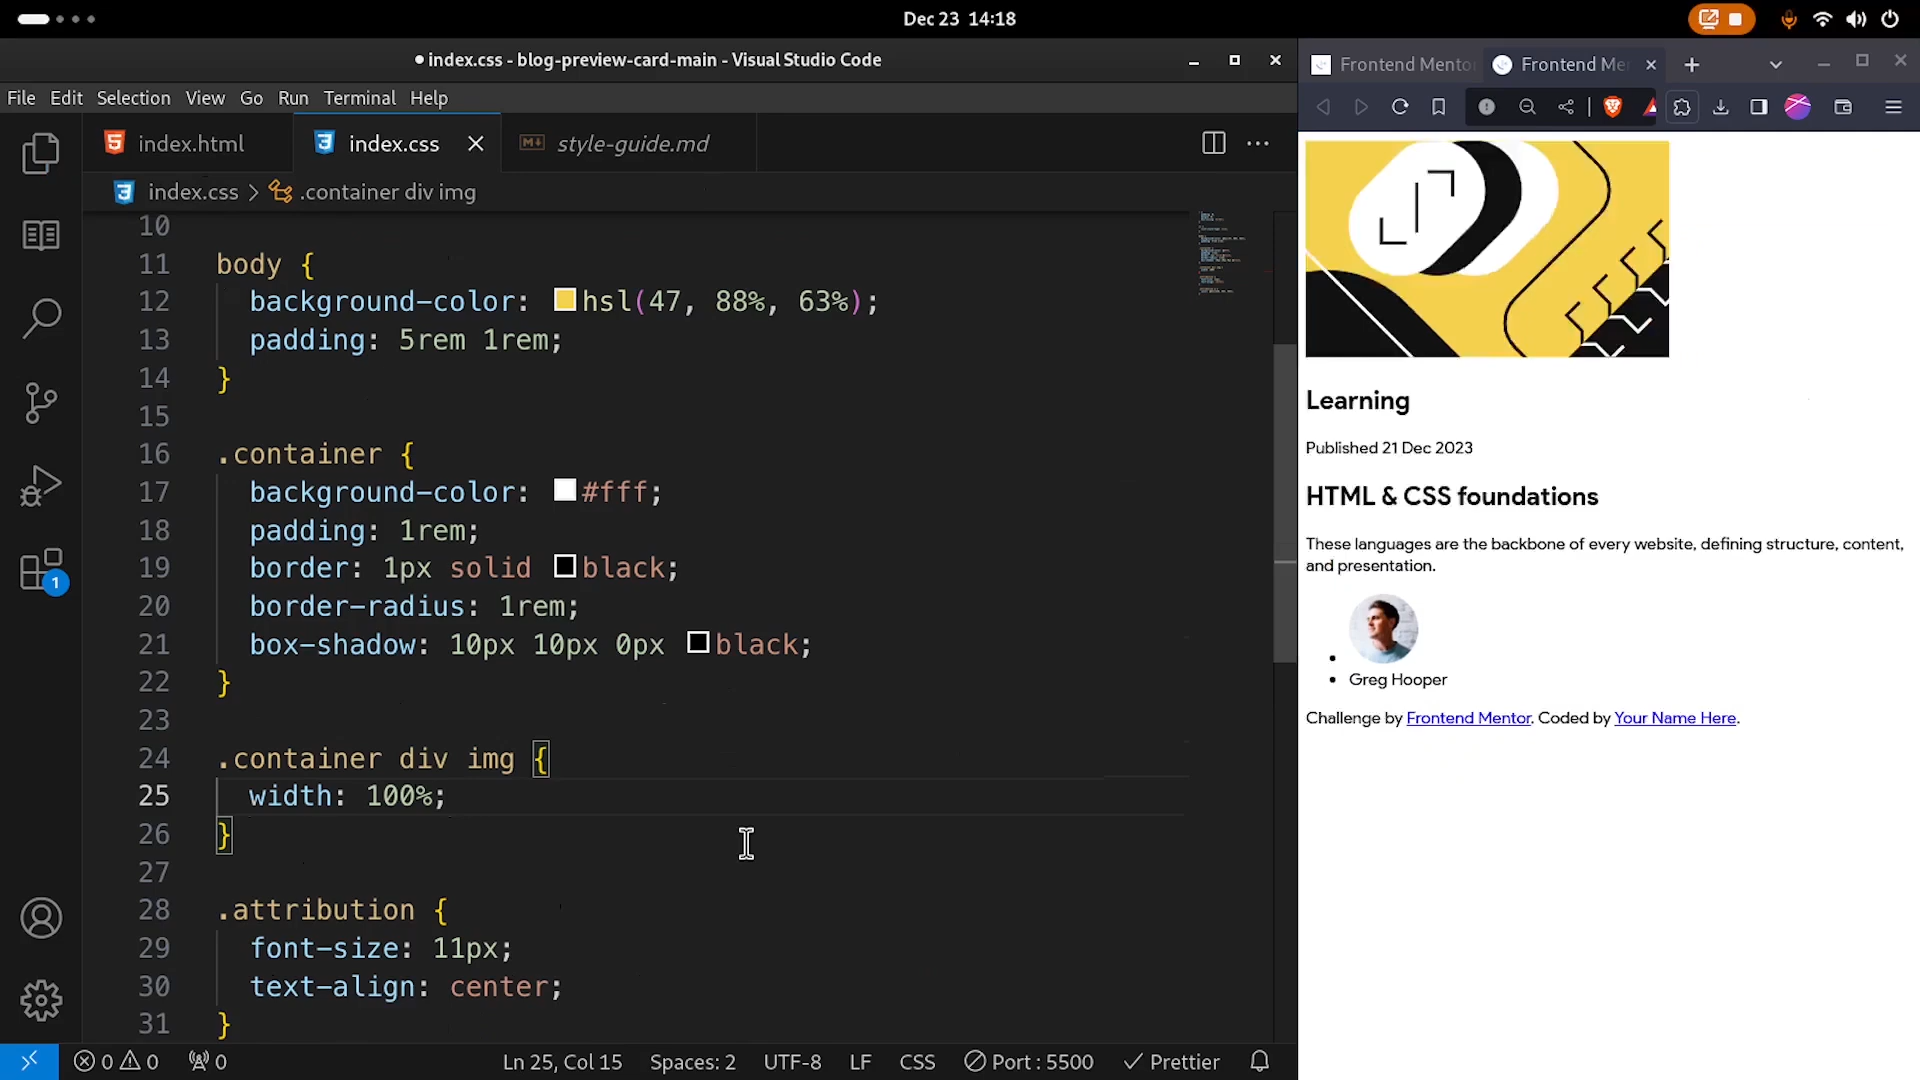 Dec 23 14:18
● index.css - blog-preview-card-main - Visual Studio Code
File Edit Selection View Go Run Terminal Help
index.html
index.css
style-guide.md
index.css > .container div img
10
11 body {
12 background-color: hsl(47, 88%, 63%);
13 padding: 5rem 1rem;
14 }
15
16 .container {
17 background-color: #fff;
18 padding: 1rem;
19 border: 1px solid black;
20 border-radius: 1rem;
21 box-shadow: 10px 10px 0px black;
22 }
23
24 .container div img {
25 width: 100%;
26 }
27
28 .attribution {
29 font-size: 11px;
30 text-align: center;
31 }
1
0 0 0 Ln 25, Col 15 Spaces: 2 UTF-8 LF CSS Port : 5500 Prettier
Frontend Mento
Frontend Me
Learning
Published 21 Dec 2023
HTML & CSS foundations
These languages are the backbone of every website, defining structure, content,
and presentation.
• Greg Hooper
Challenge by Frontend Mentor. Coded by Your Name Here.